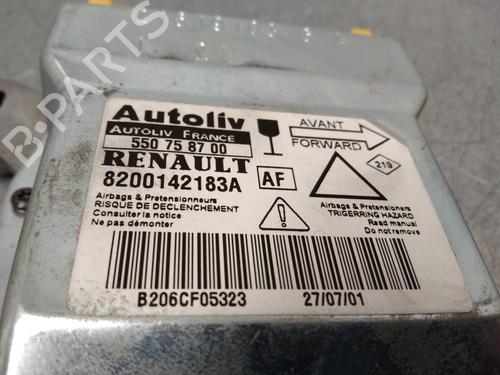 Autoliv
AUTOLIV FRANCE
550 75 87 00
RENAULT
8200142183A
AF
AVANT
FORWARD
219
Airbags & Pretensionneurs
RISQUE DE DECLENCHEMENT
Consulter la notice
Ne pas démonter
Airbags & Pretensioners
TRIGERRING HAZARD
Read manual
Do not remove
B206CF05323
27/07/01
B-PARTS